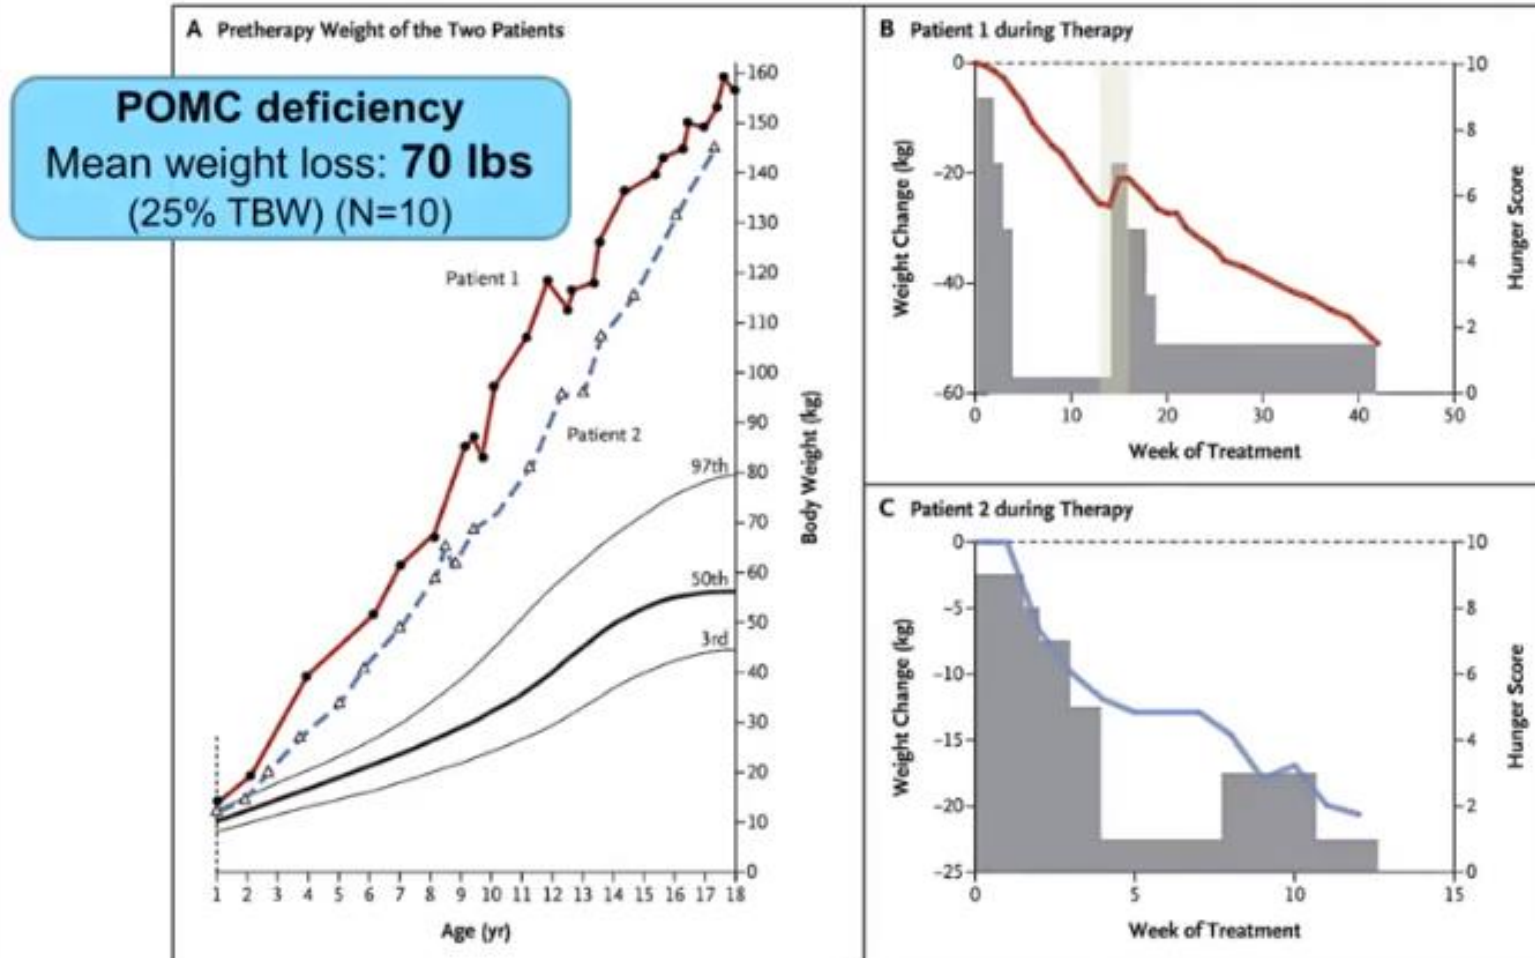 A Pretherapy Weight of the Two Patients
POMC deficiency
Mean weight loss: 70 lbs
(25% TBW) (N=10)
Patient 1
Patient 2
97th
50th
3rd
160
150
140
130
120
110
100
90
80
70
60
50
40
30
20
10
0
Body Weight (kg)
1 2 3 4 5 6 7 8 9 10 11 12 13 14 15 16 17 18
Age (yr)
B Patient 1 during Therapy
Weight Change (kg)
0
−20
−40
−60
10
8
6
4
2
0
Hunger Score
0 10 20 30 40 50
Week of Treatment
C Patient 2 during Therapy
Weight Change (kg)
0
−5
−10
−15
−20
−25
10
8
6
4
2
0
Hunger Score
0 5 10 15
Week of Treatment